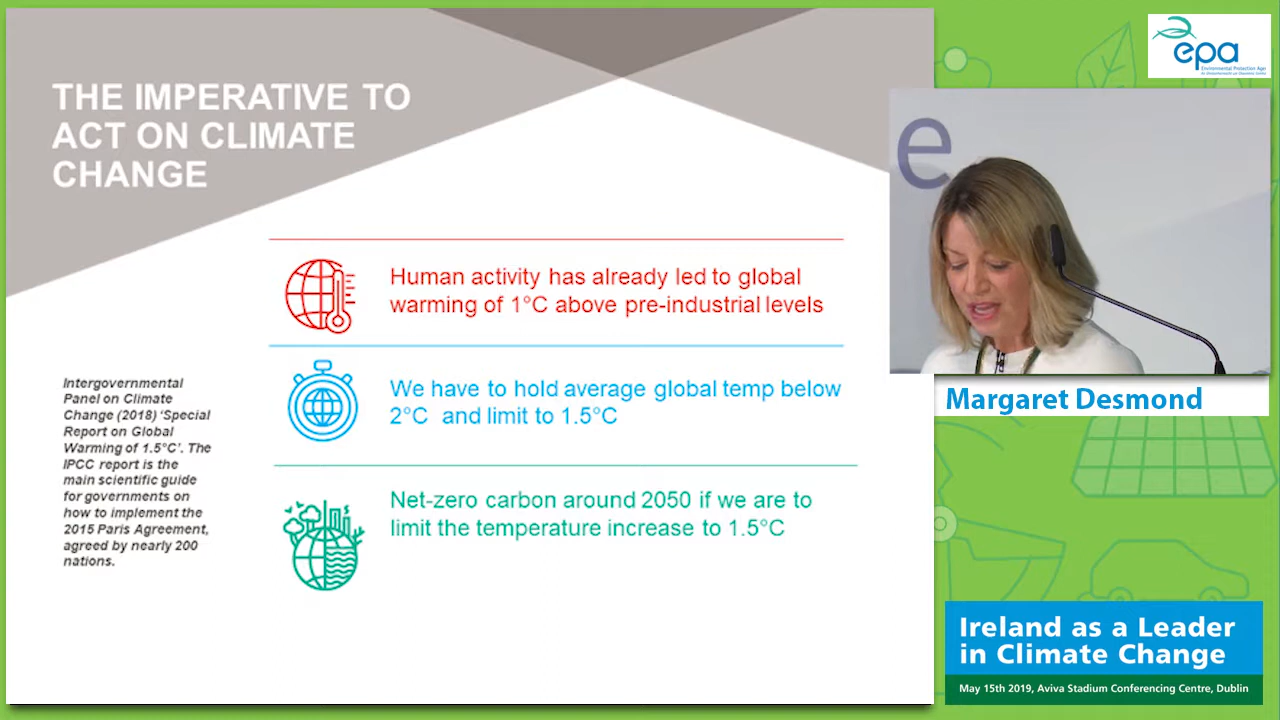 THE IMPERATIVE TO
ACT ON CLIMATE
CHANGE
Human activity has already led to global
warming of 1°C above pre-industrial levels
We have to hold average global temp below
2°C and limit to 1.5°C
Net-zero carbon around 2050 if we are to
limit the temperature increase to 1.5°C
Intergovernmental
Panel on Climate
Change (2018) ‘Special
Report on Global
Warming of 1.5°C’. The
IPCC report is the
main scientific guide
for governments on
how to implement the
2015 Paris Agreement,
agreed by nearly 200
nations.
epa
Environmental Protection
e
Margaret Desmond
Ireland as a Leader
in Climate Change
May 15th 2019, Aviva Stadium Conferencing Centre, Dublin